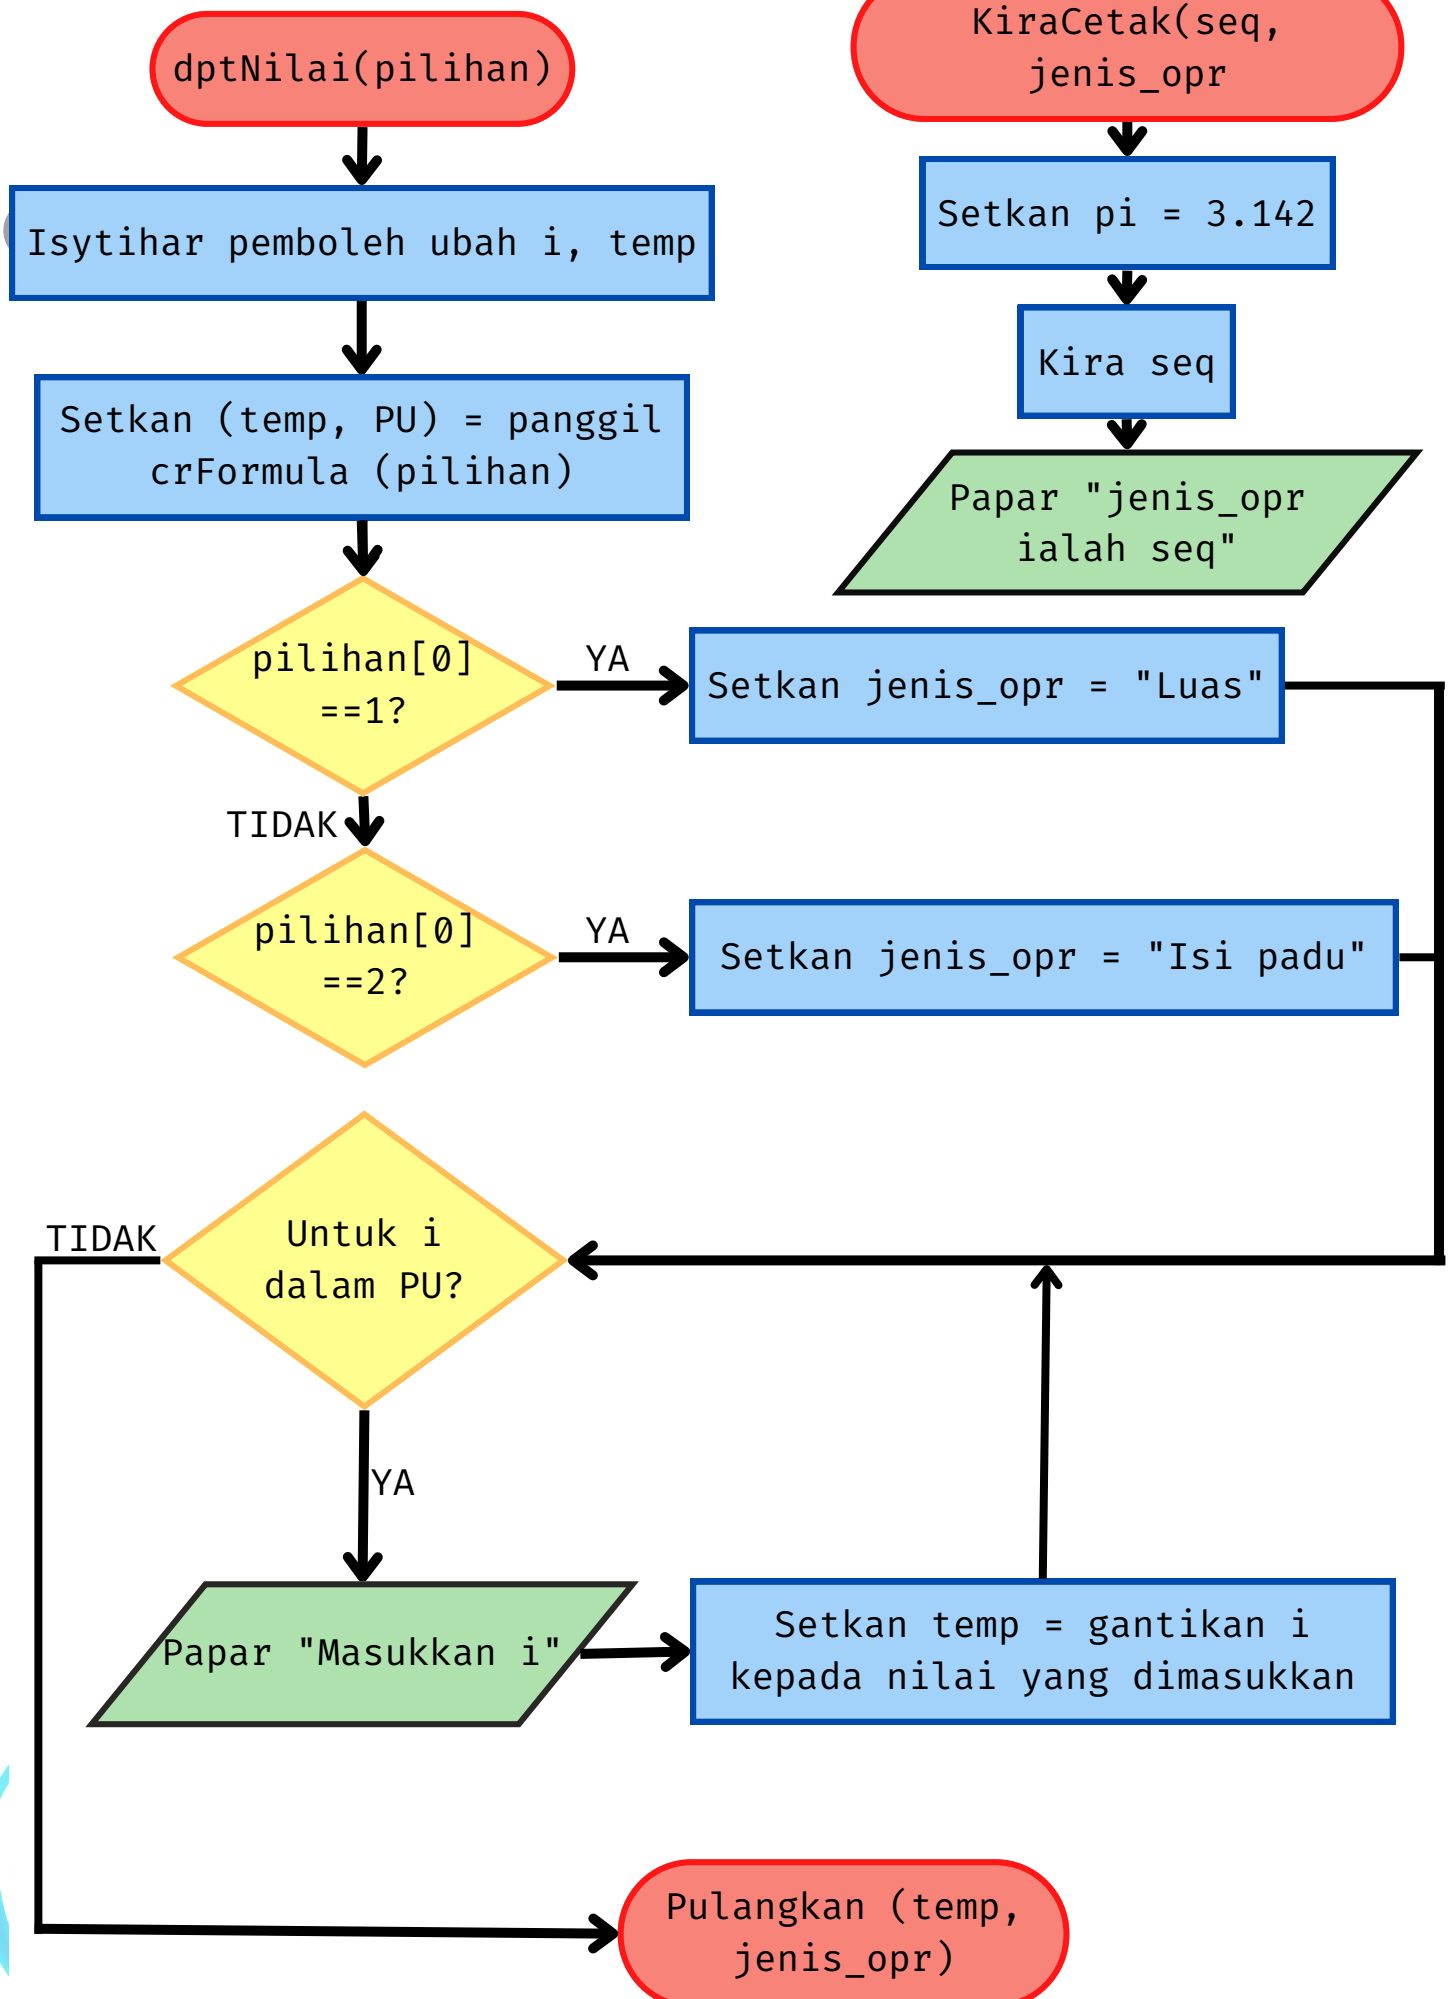 dptNilai(pilihan)
Isytihar pemboleh ubah i, temp
Setkan (temp, PU) = panggil
crFormula (pilihan)
pilihan[0]
==1?
YA
Setkan jenis_opr = "Luas"
TIDAK
pilihan[0]
==2?
YA
Setkan jenis_opr = "Isi padu"
Untuk i
dalam PU?
TIDAK
YA
Papar "Masukkan i"
Setkan temp = gantikan i
kepada nilai yang dimasukkan
Pulangkan (temp,
jenis_opr)
KiraCetak(seq,
jenis_opr
Setkan pi = 3.142
Kira seq
Papar "jenis_opr
ialah seq"